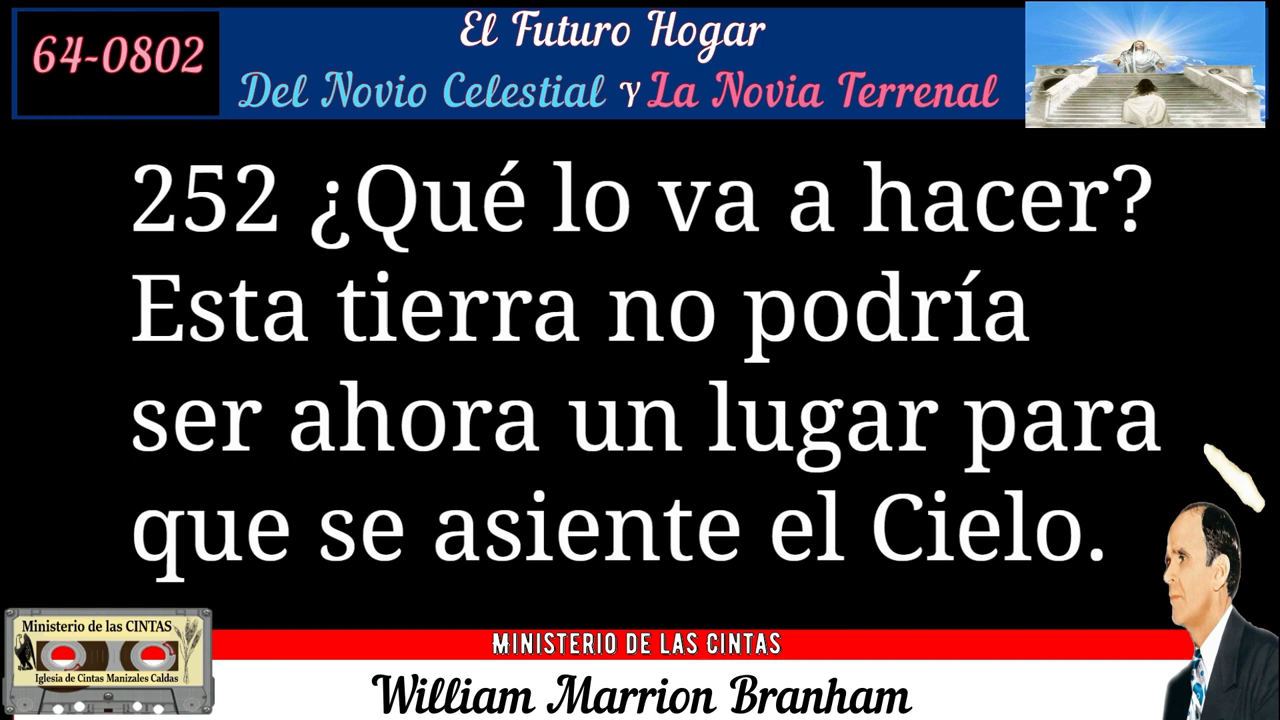 64-0802
El Futuro Hogar
Del Novio Celestial Y La Novia Terrenal
252 ¿Qué lo va a hacer?
Esta tierra no podría
ser ahora un lugar para
que se asiente el Cielo.
Ministerio de las CINTAS
Iglesia de Cintas Manizales Caldas
MINISTERIO DE LAS CINTAS
William Marrion Branham